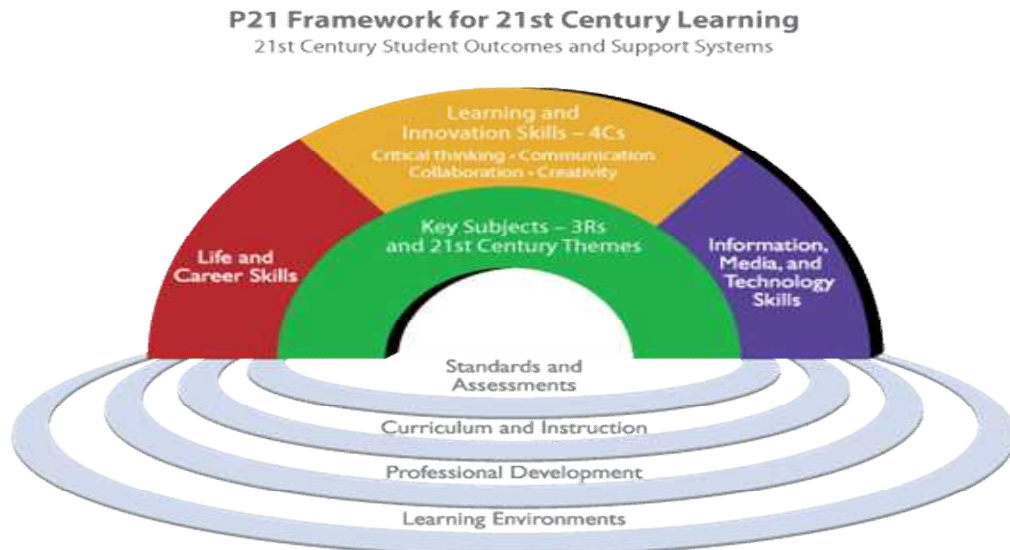 P21 Framework for 21st Century Learning
21st Century Student Outcomes and Support Systems
Learning and
Innovation Skills – 4Cs
Critical thinking • Communication
Collaboration • Creativity
Key Subjects – 3Rs
and 21st Century Themes
Life and
Career Skills
Information,
Media, and
Technology
Skills
Standards and
Assessments
Curriculum and Instruction
Professional Development
Learning Environments